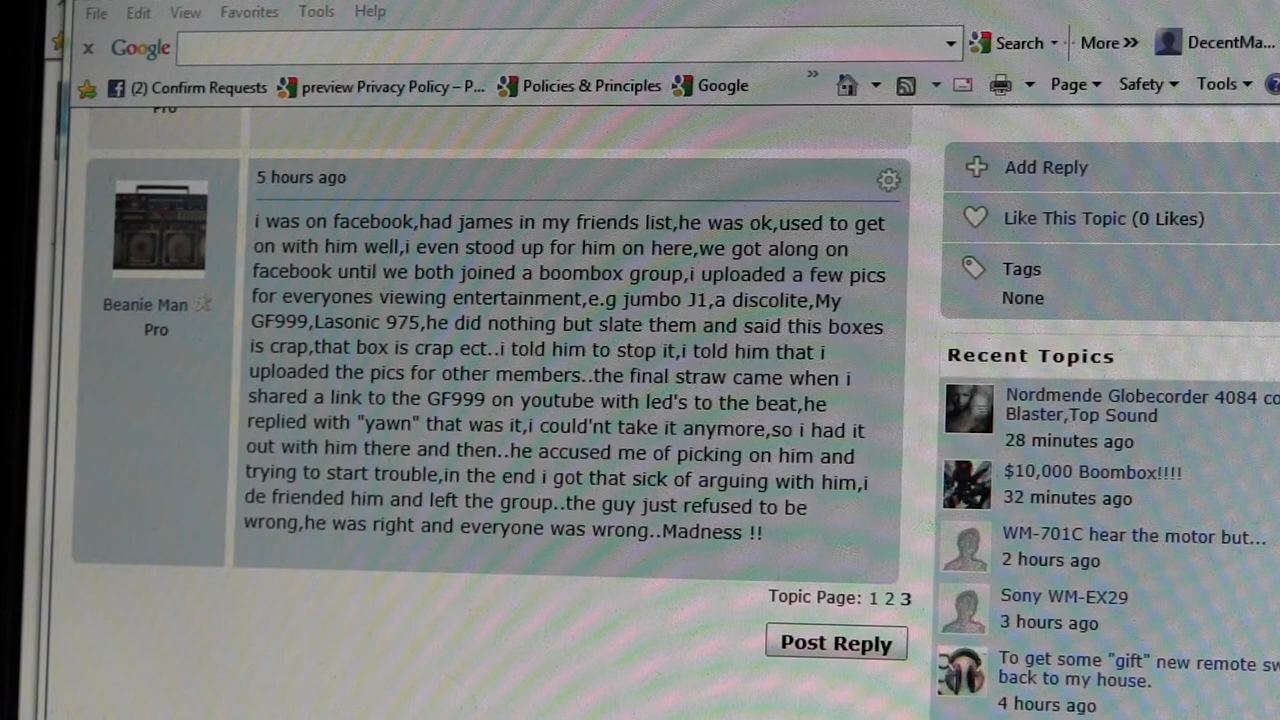 File Edit View Favorites Tools Help
x Google Search More >> DecentMa...
(2) Confirm Requests preview Privacy Policy – P... Policies & Principles Google >> Page Safety Tools
Pro
5 hours ago
i was on facebook,had james in my friends list,he was ok,used to get
on with him well,i even stood up for him on here,we got along on
facebook until we both joined a boombox group,i uploaded a few pics
for everyones viewing entertainment,e.g jumbo J1,a discolite,My
GF999,Lasonic 975,he did nothing but slate them and said this boxes
is crap,that box is crap ect..i told him to stop it,i told him that i
uploaded the pics for other members..the final straw came when i
shared a link to the GF999 on youtube with led's to the beat,he
replied with "yawn" that was it,i could'nt take it anymore,so i had it
out with him there and then..he accused me of picking on him and
trying to start trouble,in the end i got that sick of arguing with him,i
de friended him and left the group..the guy just refused to be
wrong,he was right and everyone was wrong..Madness !!
Beanie Man
Pro
Topic Page: 1 2 3
Post Reply
Add Reply
Like This Topic (0 Likes)
Tags
None
Recent Topics
Nordmende Globecorder 4084 co
Blaster,Top Sound
28 minutes ago
$10,000 Boombox!!!!
32 minutes ago
WM-701C hear the motor but...
2 hours ago
Sony WM-EX29
3 hours ago
To get some "gift" new remote sw
back to my house.
4 hours ago